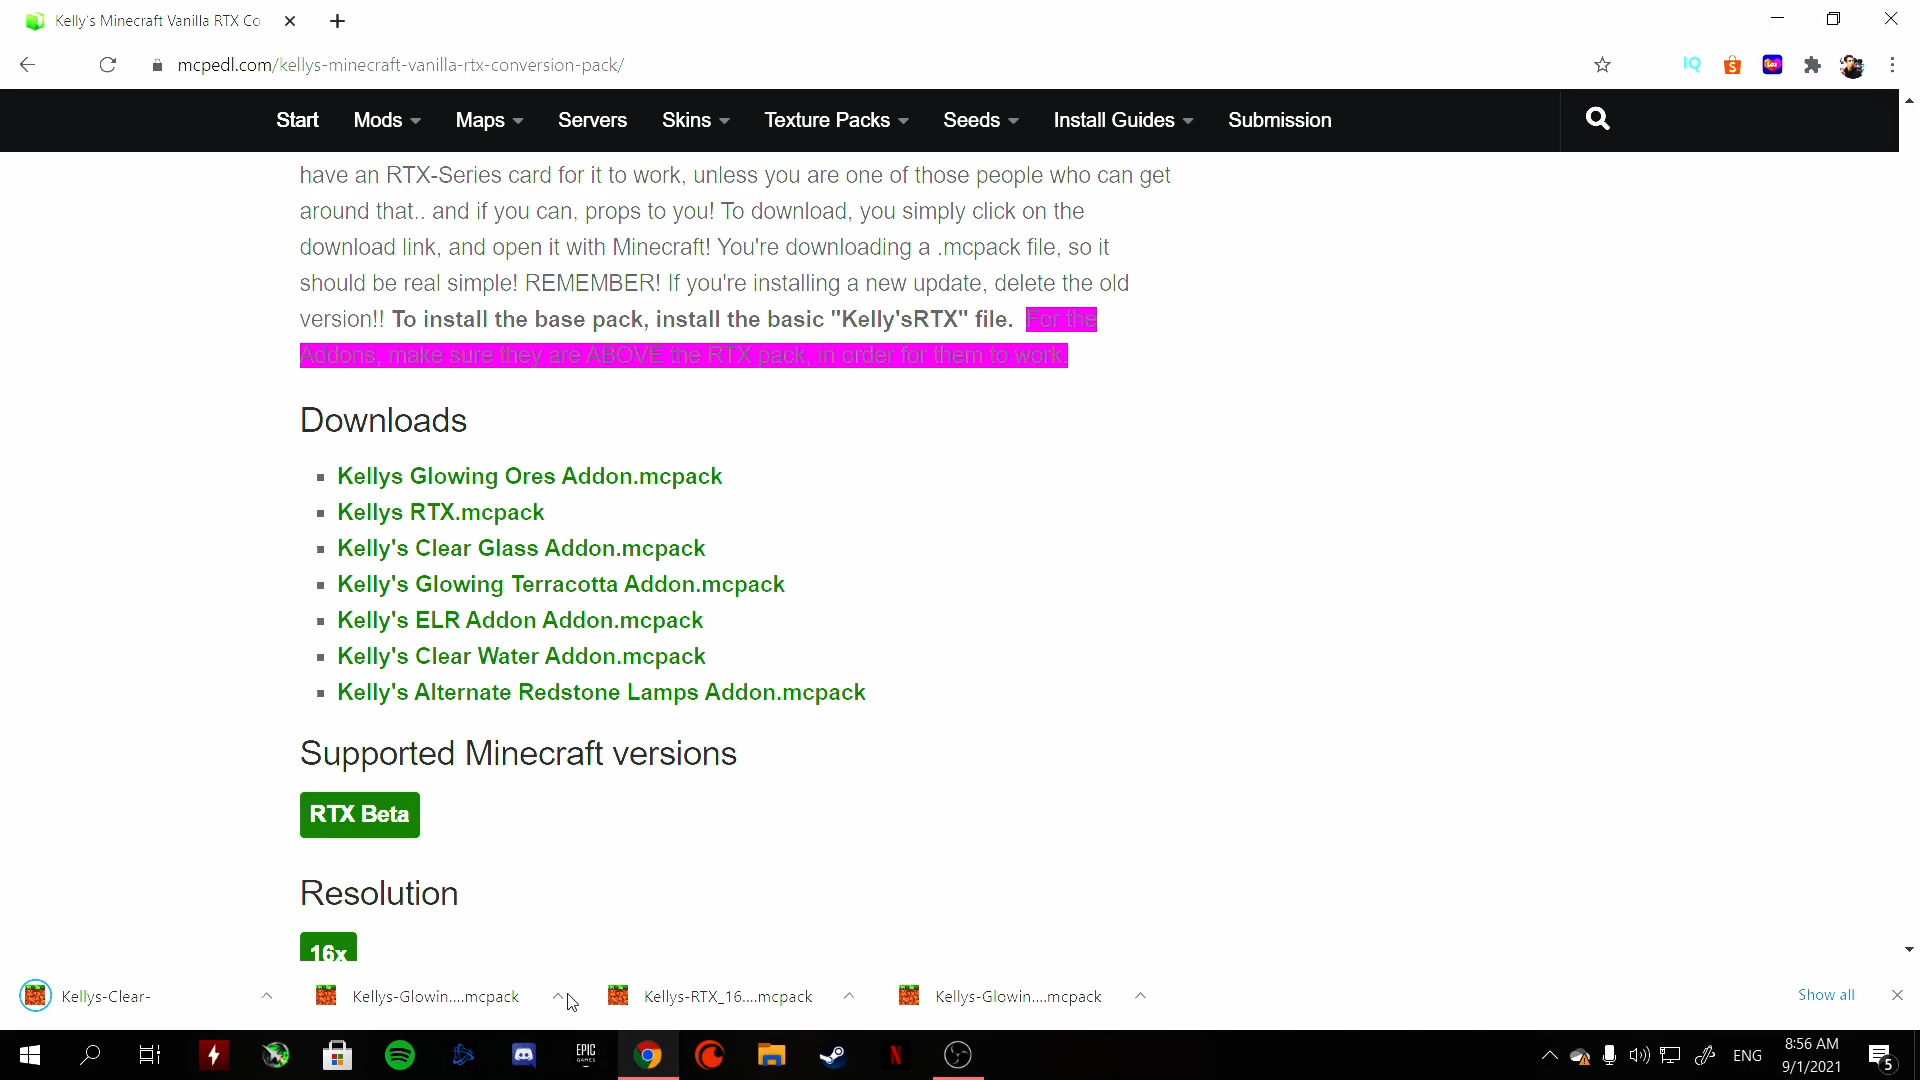 Kelly's Minecraft Vanilla RTX Co
mcpedl.com/kellys-minecraft-vanilla-rtx-conversion-pack/
IQ
Start Mods Maps Servers Skins Texture Packs Seeds Install Guides Submission
have an RTX-Series card for it to work, unless you are one of those people who can get
around that.. and if you can, props to you! To download, you simply click on the
download link, and open it with Minecraft! You're downloading a .mcpack file, so it
should be real simple! REMEMBER! If you're installing a new update, delete the old
version!! To install the base pack, install the basic "Kelly'sRTX" file. For the
Addons, make sure they are ABOVE the RTX pack, in order for them to work.
Downloads
Kellys Glowing Ores Addon.mcpack
Kellys RTX.mcpack
Kelly's Clear Glass Addon.mcpack
Kelly's Glowing Terracotta Addon.mcpack
Kelly's ELR Addon Addon.mcpack
Kelly's Clear Water Addon.mcpack
Kelly's Alternate Redstone Lamps Addon.mcpack
Supported Minecraft versions
RTX Beta
Resolution
16x
Kellys-Clear- Kellys-Glowin....mcpack Kellys-RTX_16....mcpack Kellys-Glowin....mcpack Show all
EPIC
GAMES
N
ENG
8:56 AM
9/1/2021
5